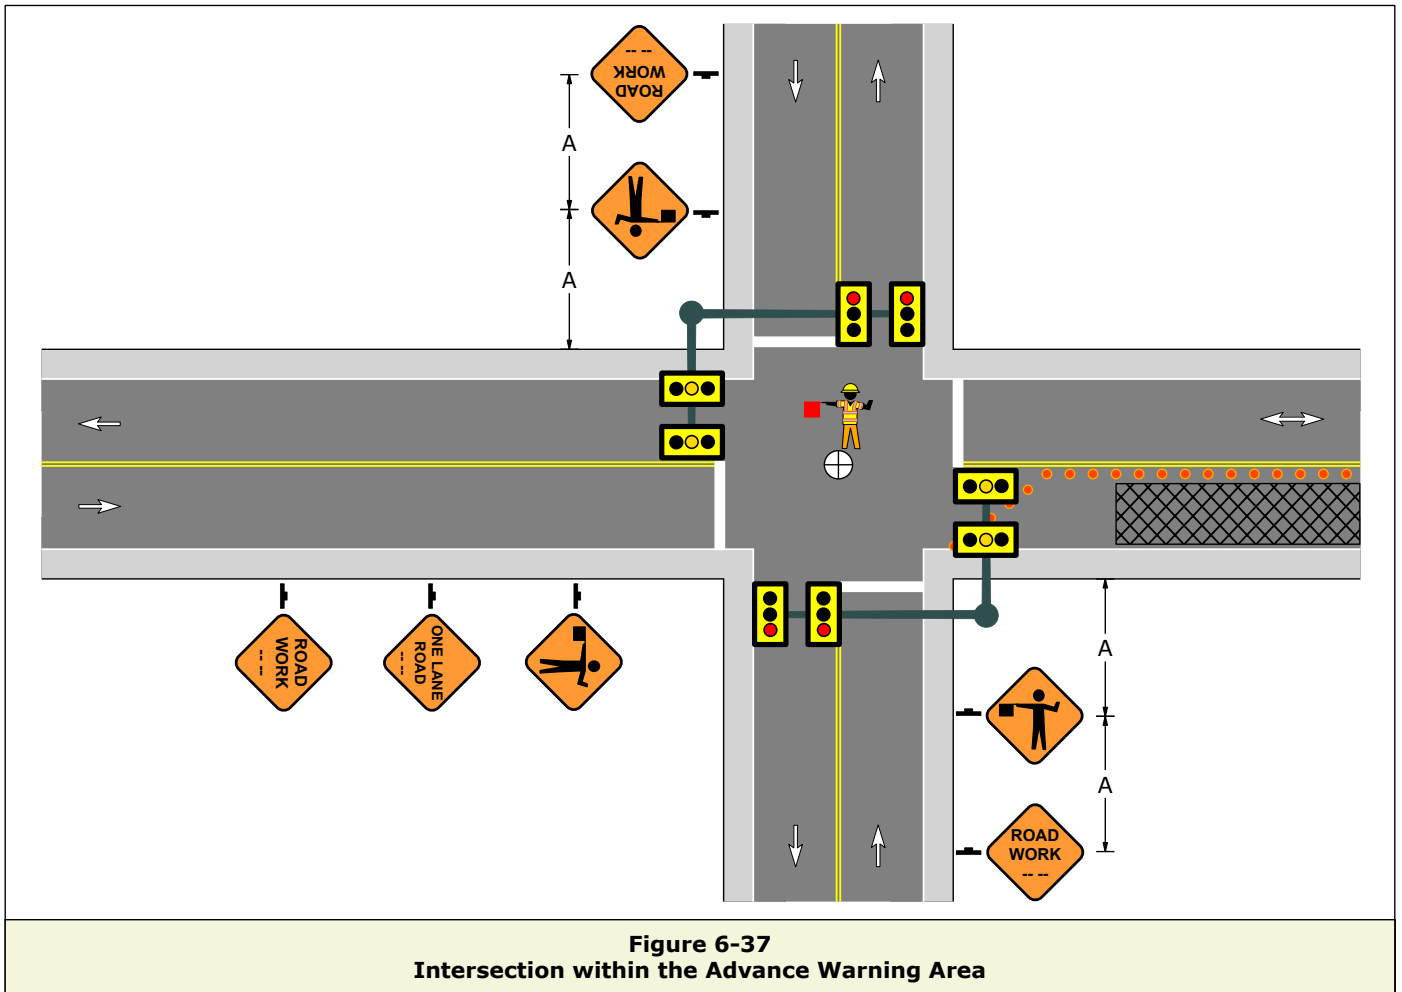 ROAD
WORK
-- --
A
A
ROAD
WORK
-- --
ONE LANE
ROAD
-- --
A
A
ROAD
WORK
-- --
Figure 6-37
Intersection within the Advance Warning Area